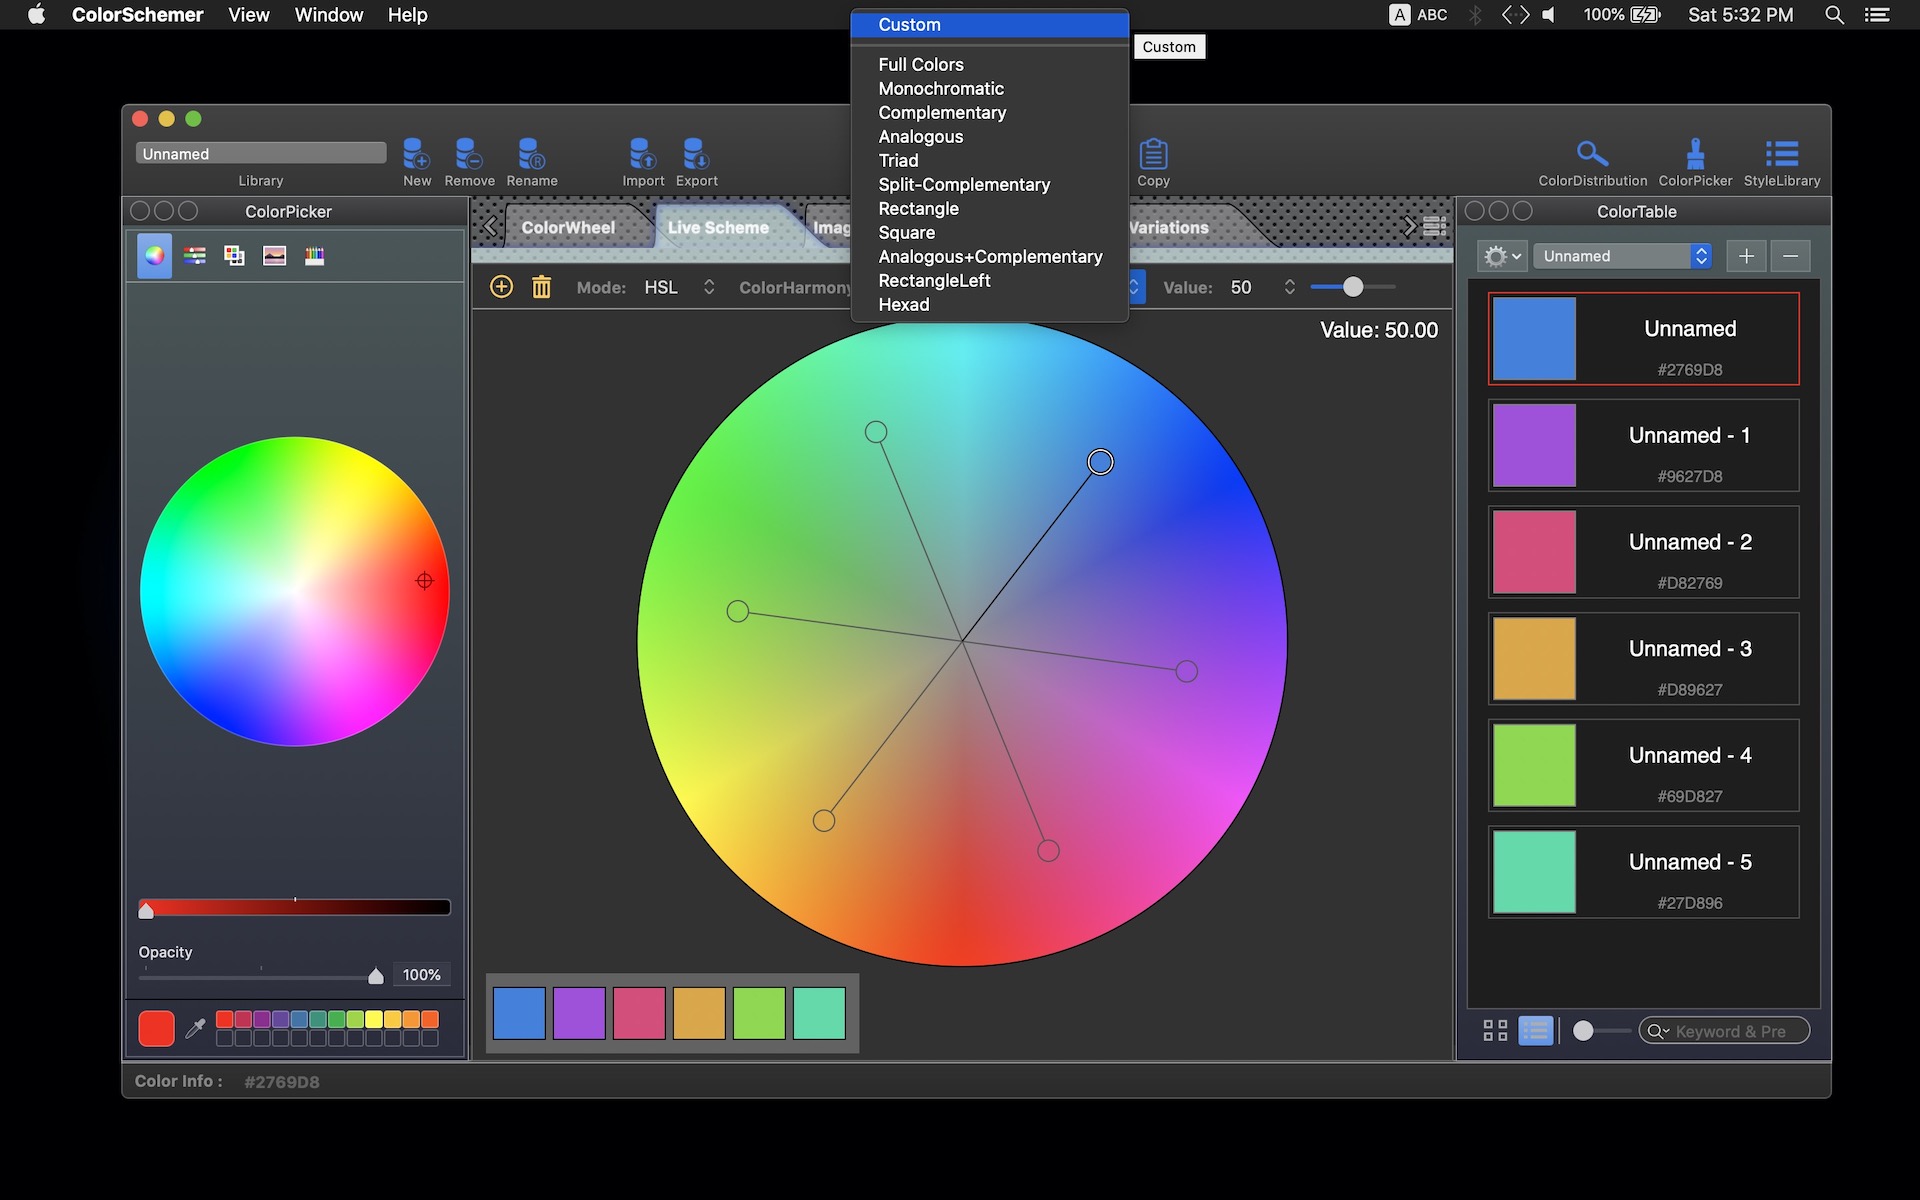 ColorSchemer View Window Help
A ABC 100% Sat 5:32 PM
Custom
Custom
Full Colors
Monochromatic
Complementary
Analogous
Triad
Split-Complementary
Rectangle
Square
Analogous+Complementary
RectangleLeft
Hexad
Unnamed
Library
New Remove Rename Import Export Copy ColorDistribution ColorPicker StyleLibrary
ColorPicker
ColorWheel Live Scheme Variations
ColorTable
Unnamed
Mode: HSL ColorHarmony Value: 50
Value: 50.00
Unnamed
#2769D8
Unnamed - 1
#9627D8
Unnamed - 2
#D82769
Unnamed - 3
#D89627
Unnamed - 4
#69D827
Unnamed - 5
#27D896
Opacity
100%
Keyword & Pre
Color Info : #2769D8